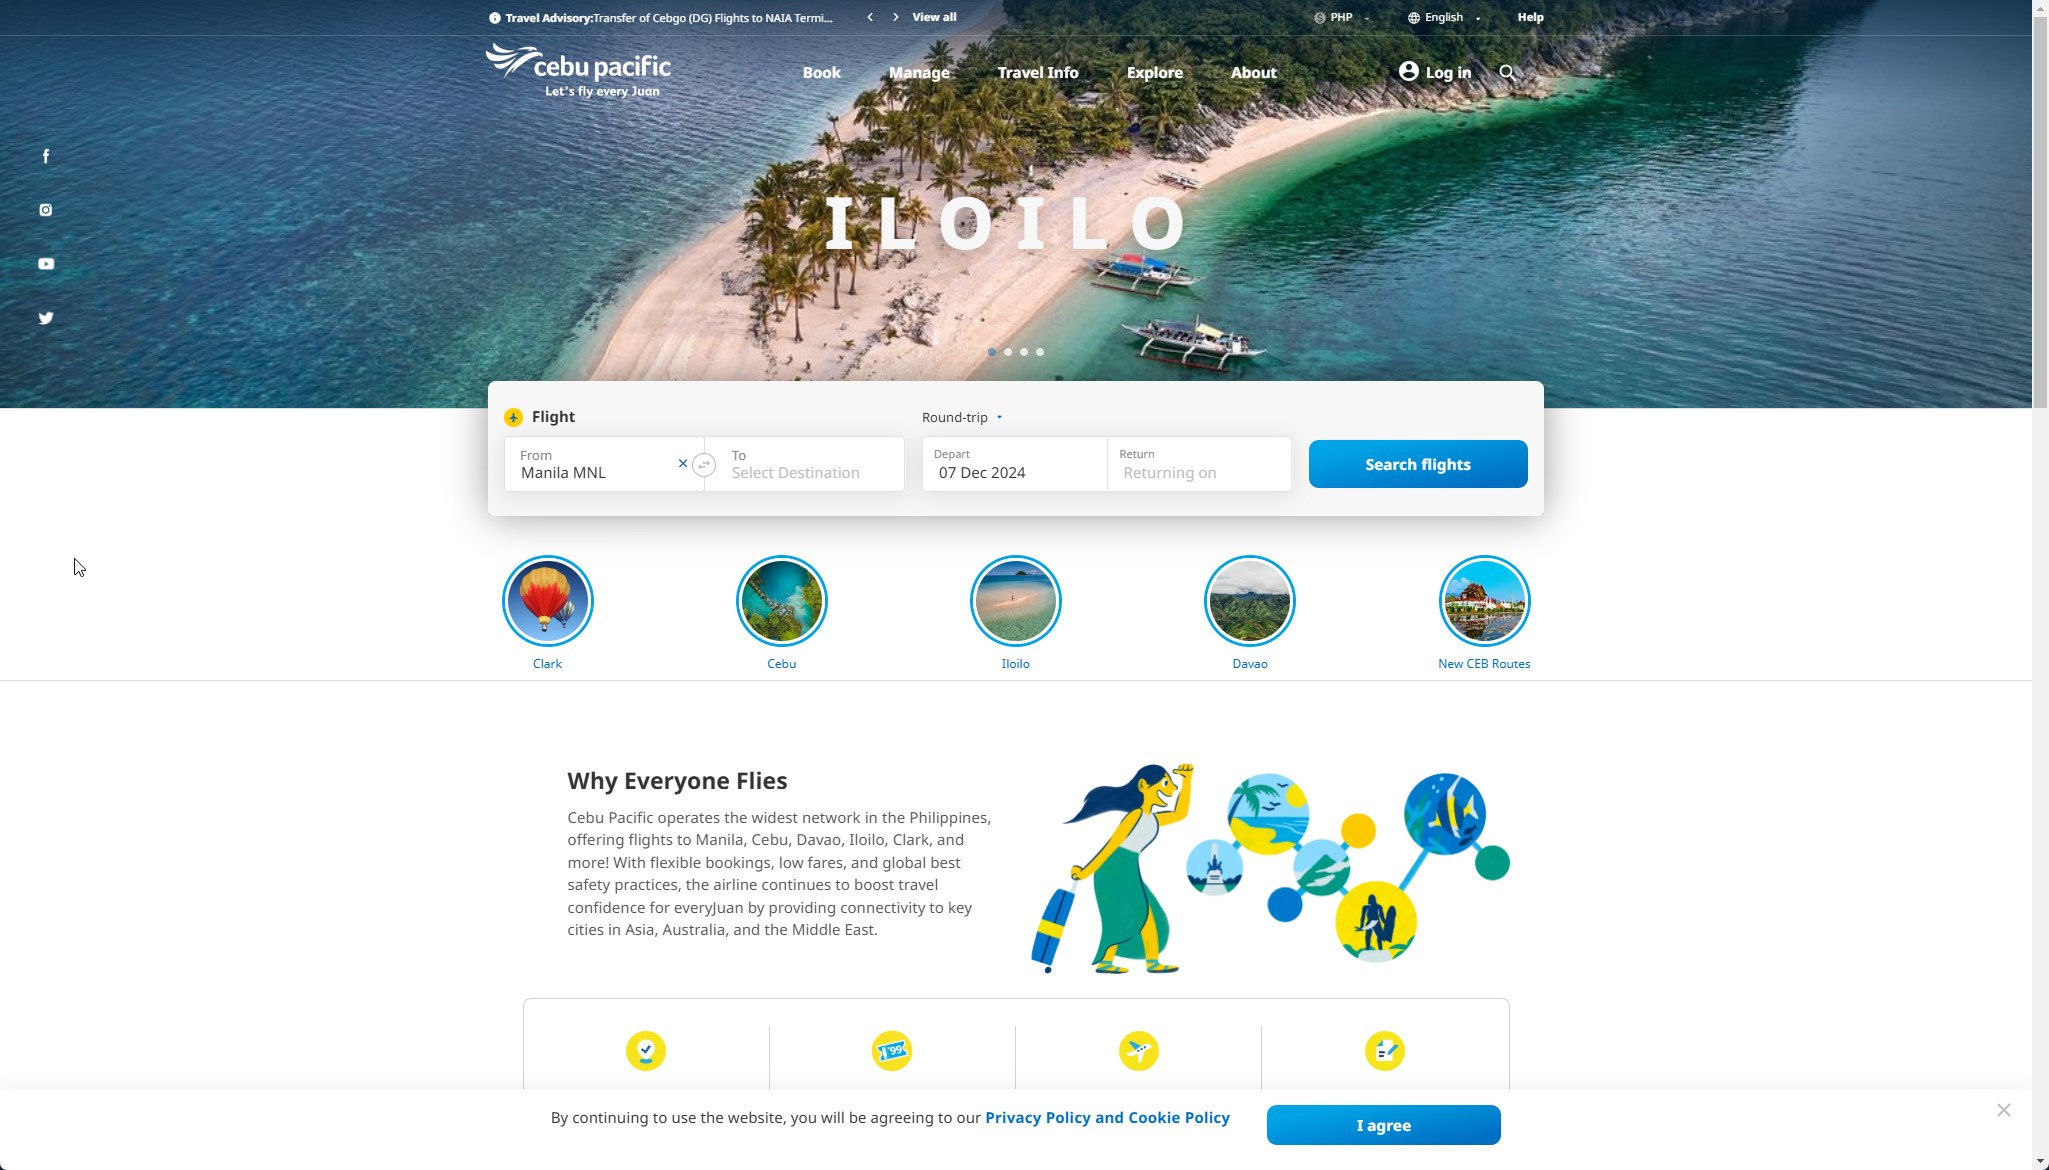 Travel Advisory:Transfer of Cebgo (DG) Flights to NAIA Termi...
View all
PHP
English
Help
cebu pacific
Let's fly every Juan
Book
Manage
Travel Info
Explore
About
Log in
ILOILO
Flight
Round-trip
From
Manila MNL
To
Select Destination
Depart
07 Dec 2024
Return
Returning on
Search flights
Clark
Cebu
Iloilo
Davao
New CEB Routes
Why Everyone Flies
Cebu Pacific operates the widest network in the Philippines,
offering flights to Manila, Cebu, Davao, Iloilo, Clark, and
more! With flexible bookings, low fares, and global best
safety practices, the airline continues to boost travel
confidence for everyJuan by providing connectivity to key
cities in Asia, Australia, and the Middle East.
By continuing to use the website, you will be agreeing to our Privacy Policy and Cookie Policy
I agree